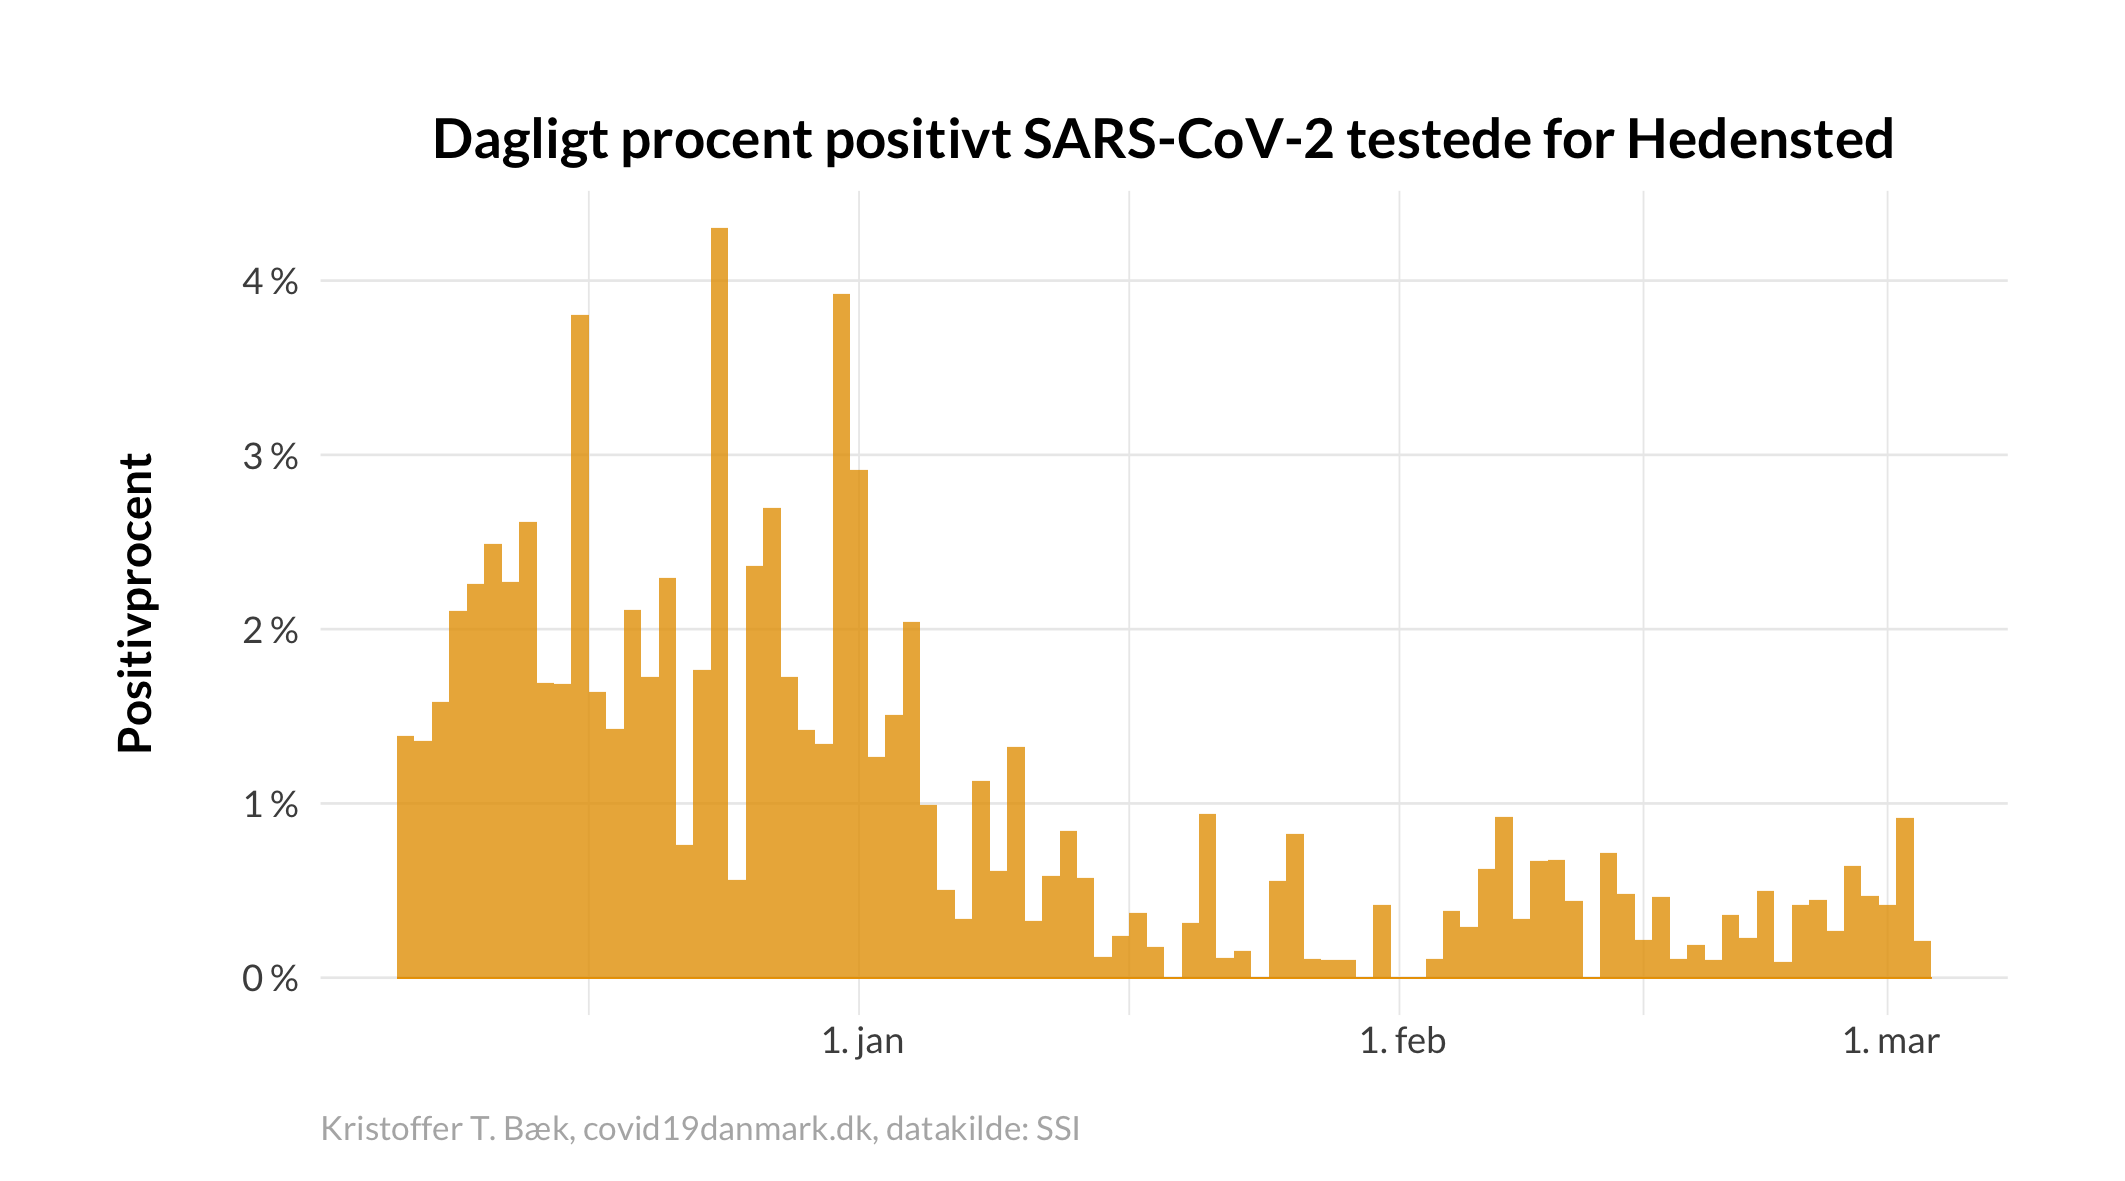 Dagligt procent positivt SARS-CoV-2 testede for Hedensted
Positivprocent
4 %
3 %
2 %
1 %
0 %
1. jan
1. feb
1. mar
Kristoffer T. Bæk, covid19danmark.dk, datakilde: SSI